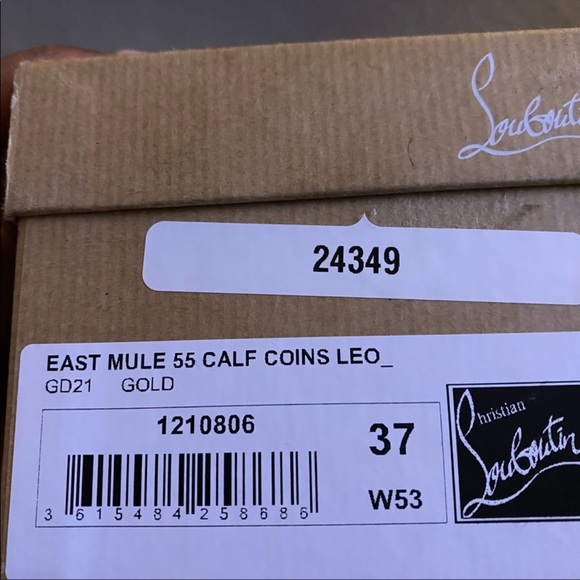 Louboutin
24349
EAST MULE 55 CALF COINS LEO_
GD21 GOLD
1210806
37
3 615484 258686
W53
Christian
Louboutin